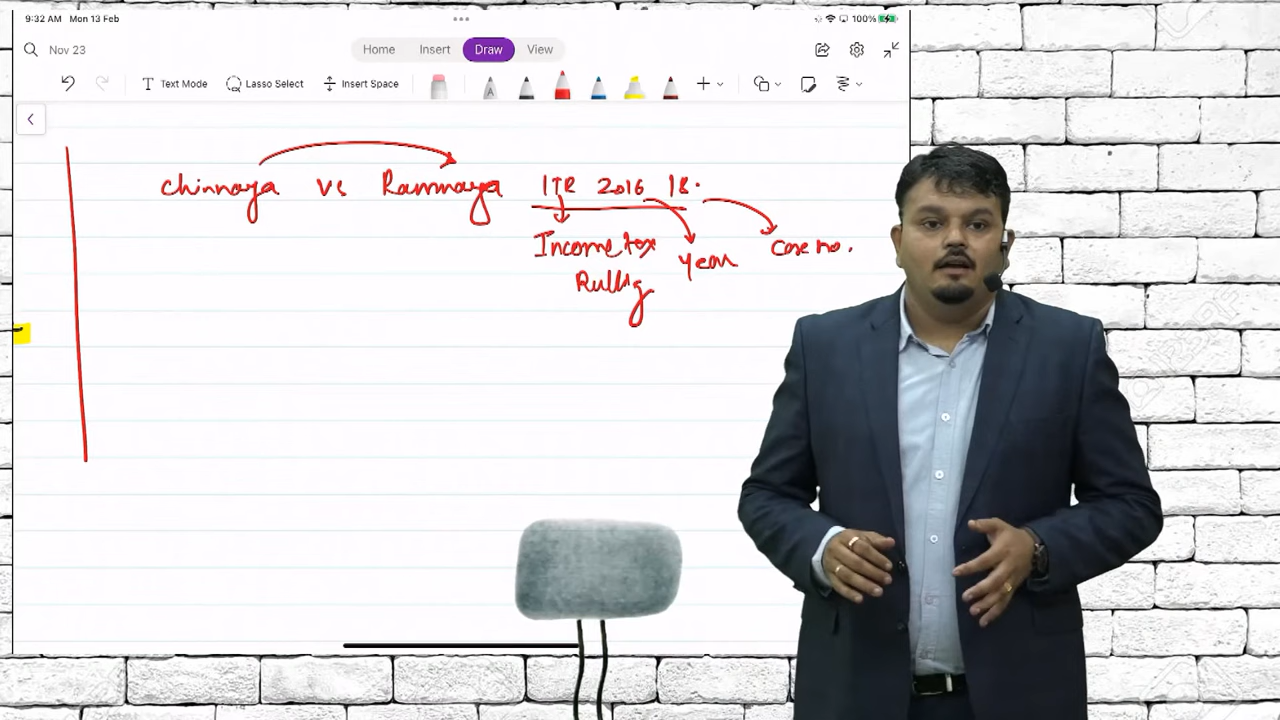 9:32 AM Mon 13 Feb
100%
Nov 23
Home Insert Draw View
Text Mode Lasso Select Insert Space
Chinnaya vs Ramnaya ITR 2016 18.
Income tax Year Case no.
Ruling